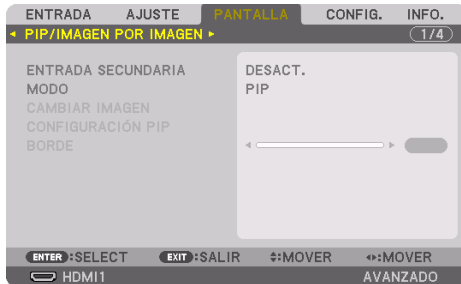 ENTRADA AJUSTE PANTALLA CONFIG. INFO.
PIP/IMAGEN POR IMAGEN 1/4
ENTRADA SECUNDARIA DESACT.
MODO PIP
CAMBIAR IMAGEN
CONFIGURACIÓN PIP
BORDE
ENTER :SELECT EXIT :SALIR :MOVER :MOVER
HDMI1 AVANZADO